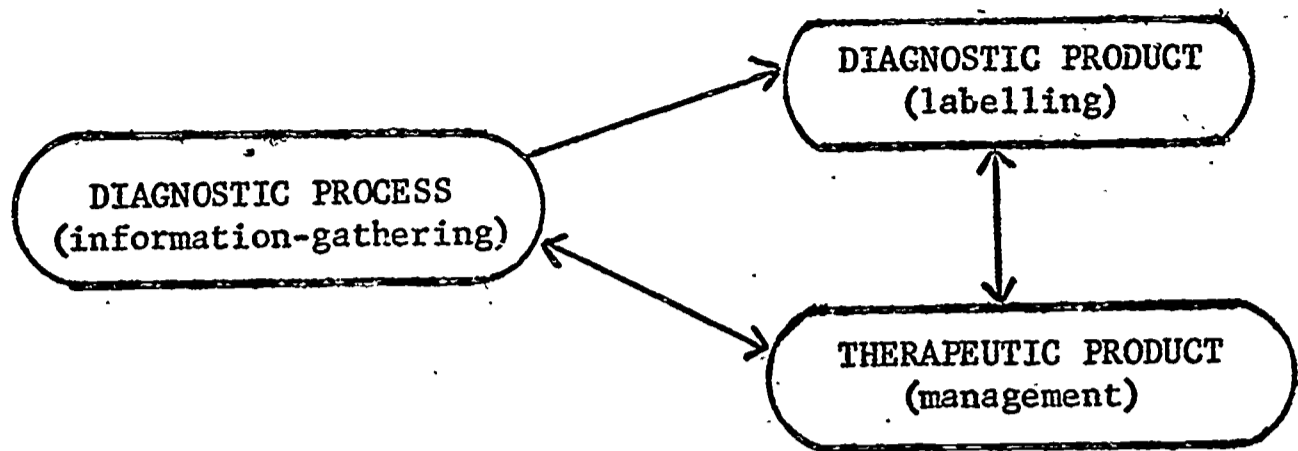 DIAGNOSTIC PRODUCT
(labelling)
DIAGNOSTIC PROCESS
(information-gathering)
THERAPEUTIC PRODUCT
(management)